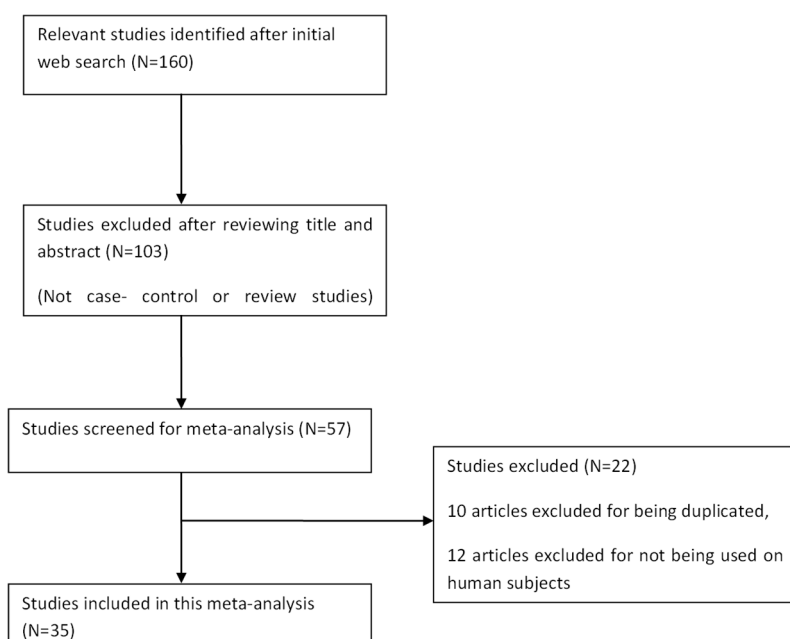 Relevant studies identified after initial
web search (N=160)
Studies excluded after reviewing title and
abstract (N=103)
(Not case- control or review studies)
Studies screened for meta-analysis (N=57)
Studies excluded (N=22)
10 articles excluded for being duplicated,
12 articles excluded for not being used on
human subjects
Studies included in this meta-analysis
(N=35)